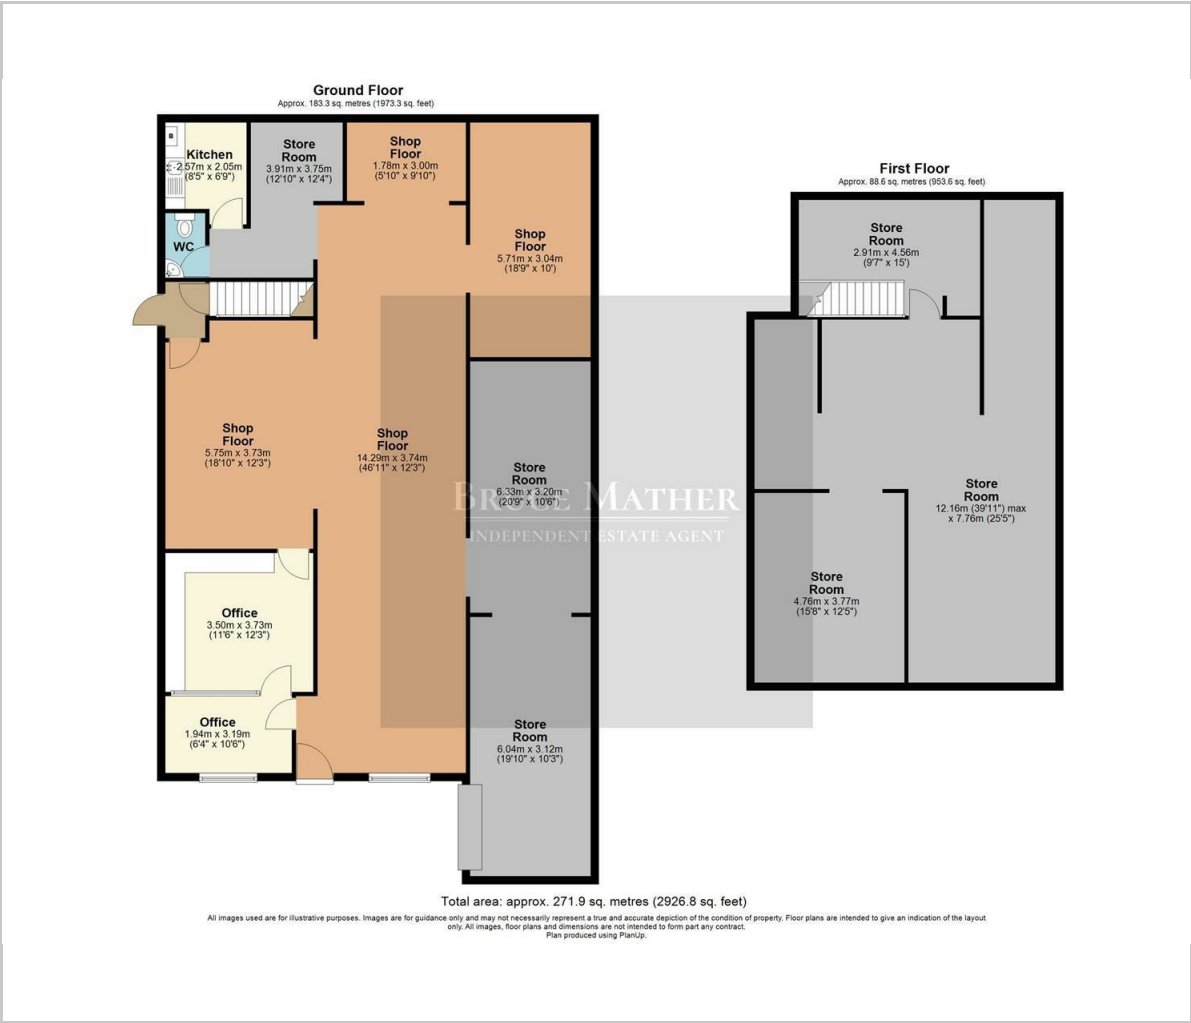 Ground Floor
Approx. 183.3 sq. metres (1973.3 sq. feet)
Kitchen
2.57m x 2.05m
(8'5" x 6'9")
Store
Room
3.91m x 3.75m
(12'10" x 12'4")
Shop
Floor
1.78m x 3.00m
(5'10" x 9'10")
Shop
Floor
5.71m x 3.04m
(18'9" x 10')
WC
Shop
Floor
5.75m x 3.73m
(18'10" x 12'3")
Shop
Floor
14.29m x 3.74m
(46'11" x 12'3")
Store
Room
6.33m x 3.20m
(20'9" x 10'6")
Office
3.50m x 3.73m
(11'6" x 12'3")
Office
1.94m x 3.19m
(6'4" x 10'6")
Store
Room
6.04m x 3.12m
(19'10" x 10'3")
First Floor
Approx. 88.6 sq. metres (953.6 sq. feet)
Store
Room
2.91m x 4.56m
(9'7" x 15')
Store
Room
12.16m (39'11") max
x 7.76m (25'5")
Store
Room
4.76m x 3.77m
(15'8" x 12'5")
BRUCE MATHER
INDEPENDENT ESTATE AGENT
Total area: approx. 271.9 sq. metres (2926.8 sq. feet)
All images used are for illustrative purposes. Images are for guidance only and may not necessarily represent a true and accurate depiction of the condition of property. Floor plans are intended to give an indication of the layout
only. All images, floor plans and dimensions are not intended to form part any contract.
Plan produced using PlanUp.